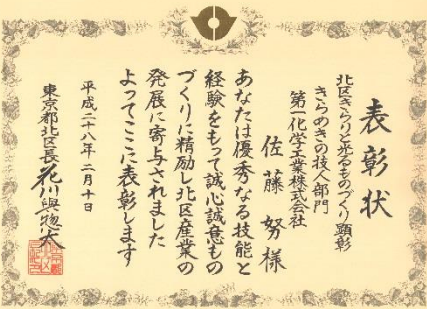 表彰状
北区きらりと光るものづくり顕彰
きらめきの技人部門
第一化学工業株式会社
佐藤努様
あなたは優秀なる技能と
経験をもって誠心誠意もの
づくりに精励し北区産業の
発展に寄与されました
よってここに表彰します
平成二十八年二月十日
東京都北区長花川與惣太